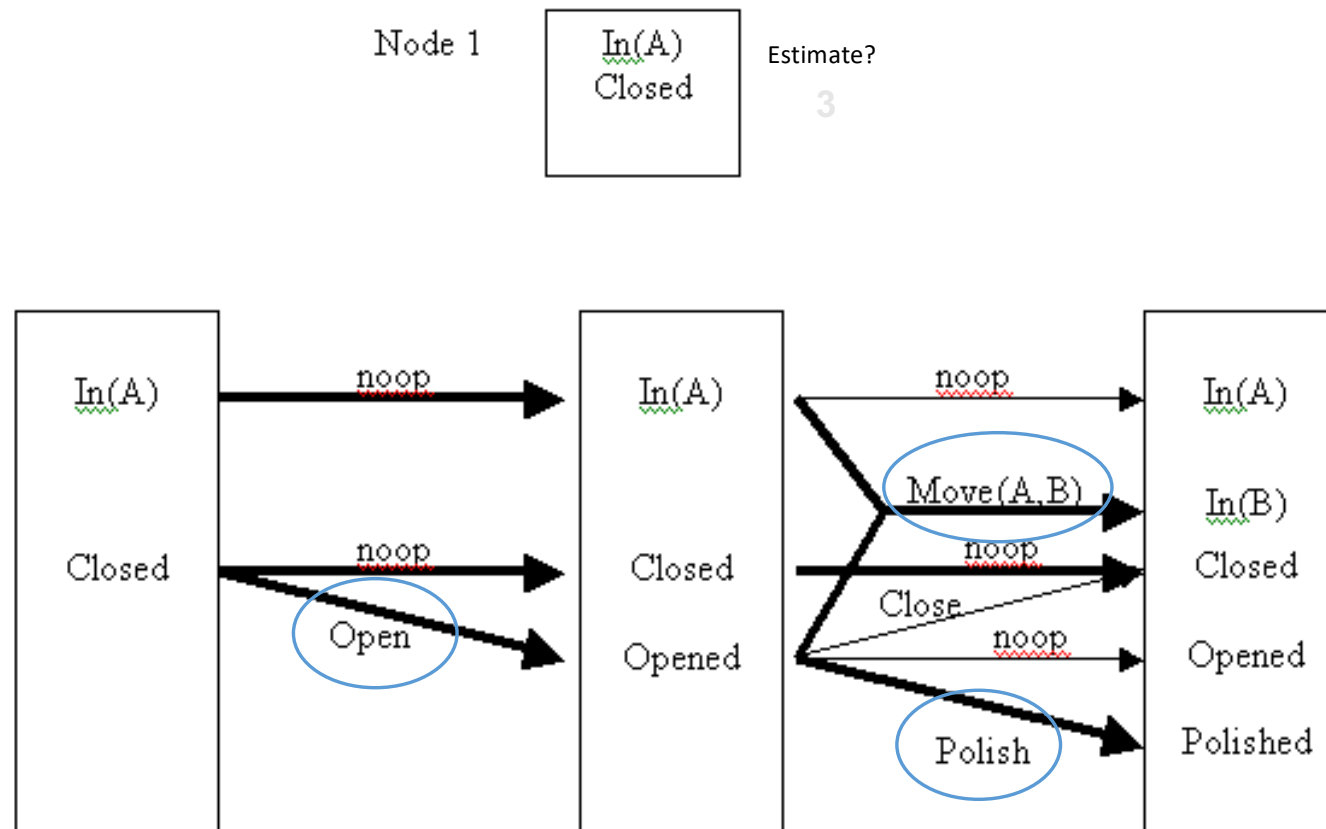 Node 1
In(A)
Closed
Estimate?
3
In(A)
noop
In(A)
noop
In(A)
Move(A,B)
In(B)
Closed
noop
Closed
noop
Closed
Close
Open
Opened
noop
Opened
Polish
Polished